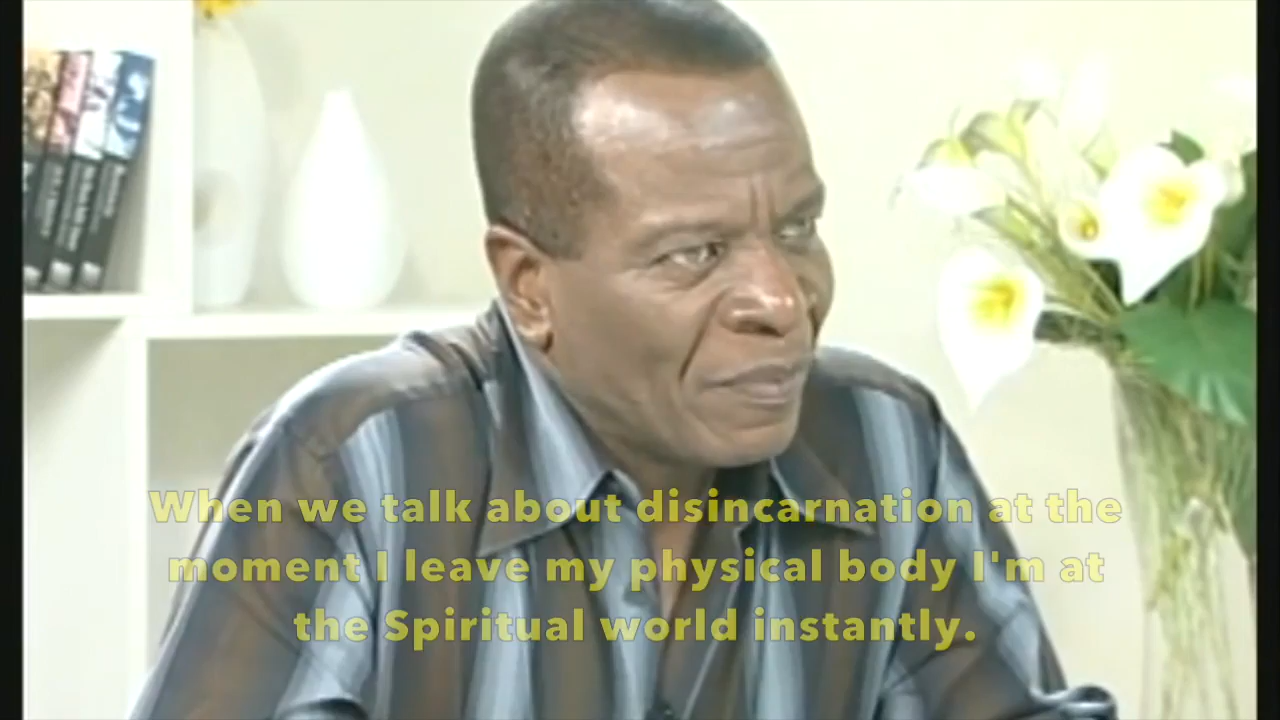 When we talk about disincarnation at the
moment I leave my physical body I'm at
the Spiritual world instantly.